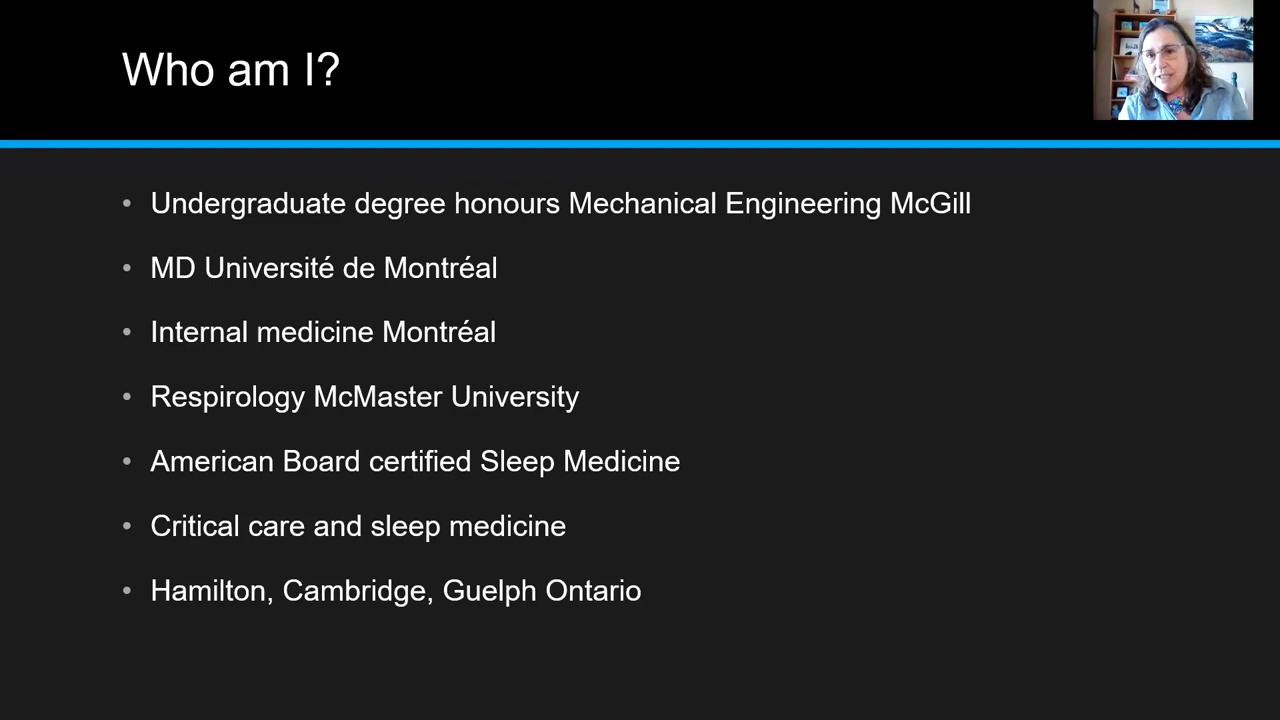 Who am I?
Undergraduate degree honours Mechanical Engineering McGill
MD Université de Montréal
Internal medicine Montréal
Respirology McMaster University
American Board certified Sleep Medicine
Critical care and sleep medicine
Hamilton, Cambridge, Guelph Ontario